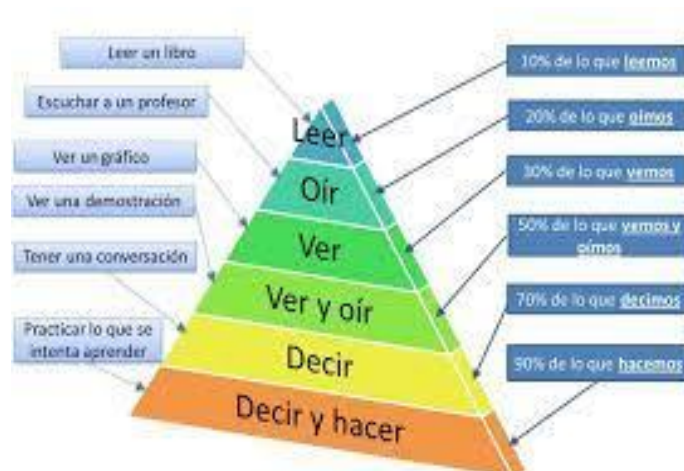 Leer un libro
Escuchar a un profesor
Ver un gráfico
Ver una demostración
Tener una conversación
Practicar lo que se
intenta aprender
Leer
Oír
Ver
Ver y oír
Decir
Decir y hacer
10% de lo que leemos
20% de lo que oímos
30% de lo que vemos
50% de lo que vemos y
oímos
70% de lo que decimos
90% de lo que hacemos